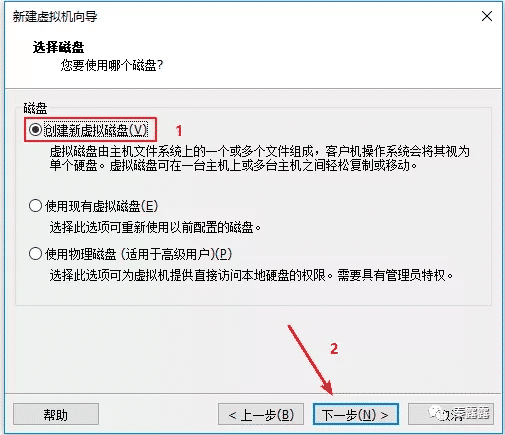 新建虚拟机向导
选择磁盘
您要使用哪个磁盘?
磁盘
创建新虚拟磁盘(V)
1
虚拟磁盘由主机文件系统上的一个或多个文件组成，客户机操作系统会将其视为
单个硬盘。虚拟磁盘可在一台主机上或多台主机之间轻松复制或移动。
使用现有虚拟磁盘(E)
选择此选项可重新使用以前配置的磁盘。
使用物理磁盘 (适用于高级用户)(P)
选择此选项可为虚拟机提供直接访问本地硬盘的权限。需要具有管理员特权。
2
帮助
< 上一步(B)
下一步(N) >
取消